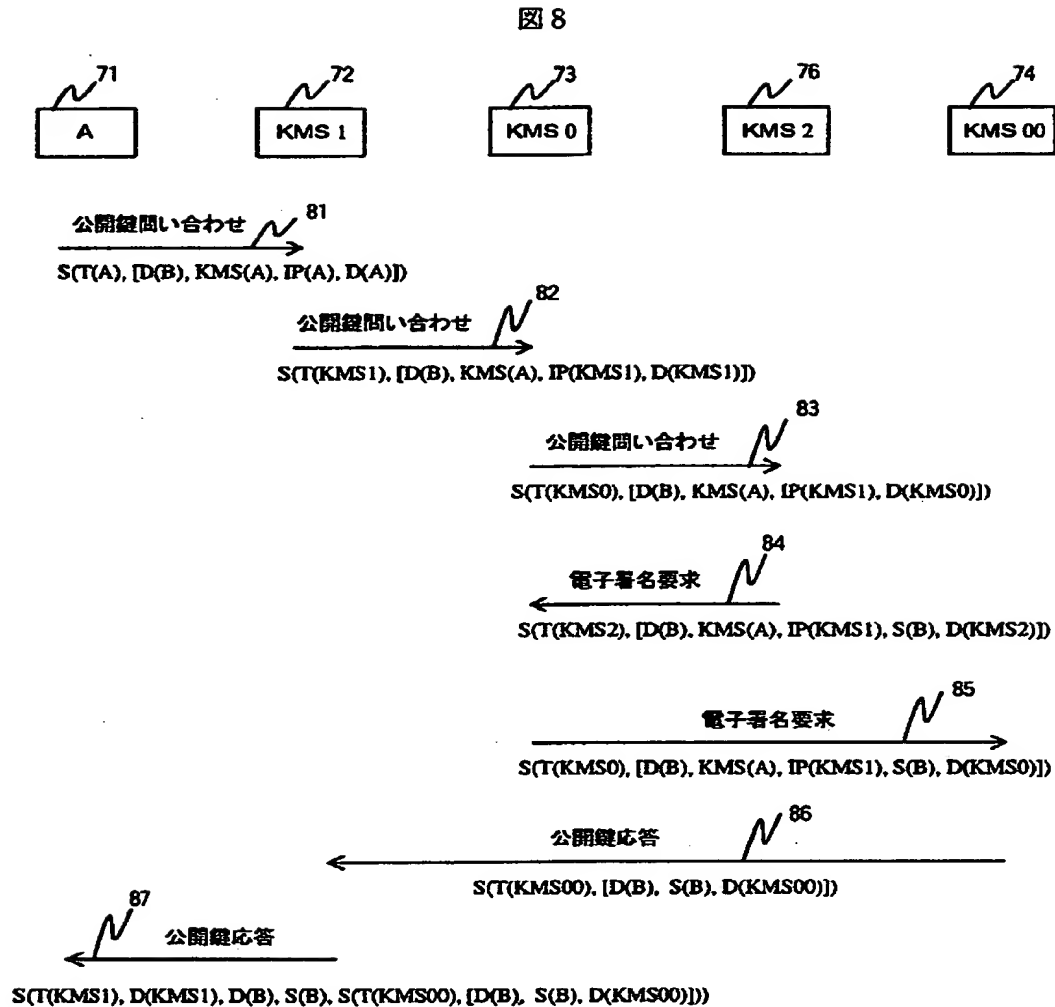 図 8
71 72 73 76 74
A KMS 1 KMS 0 KMS 2 KMS 00
公開鍵問い合わせ 81
S(T(A), [D(B), KMS(A), IP(A), D(A)])
公開鍵問い合わせ 82
S(T(KMS1), [D(B), KMS(A), IP(KMS1), D(KMS1)])
公開鍵問い合わせ 83
S(T(KMS0), [D(B), KMS(A), IP(KMS1), D(KMS0)])
電子署名要求 84
S(T(KMS2), [D(B), KMS(A), IP(KMS1), S(B), D(KMS2)])
電子署名要求 85
S(T(KMS0), [D(B), KMS(A), IP(KMS1), S(B), D(KMS0)])
公開鍵応答 86
S(T(KMS00), [D(B), S(B), D(KMS00)])
87 公開鍵応答
S(T(KMS1), D(KMS1), D(B), S(B), S(T(KMS00), [D(B), S(B), D(KMS00)]))